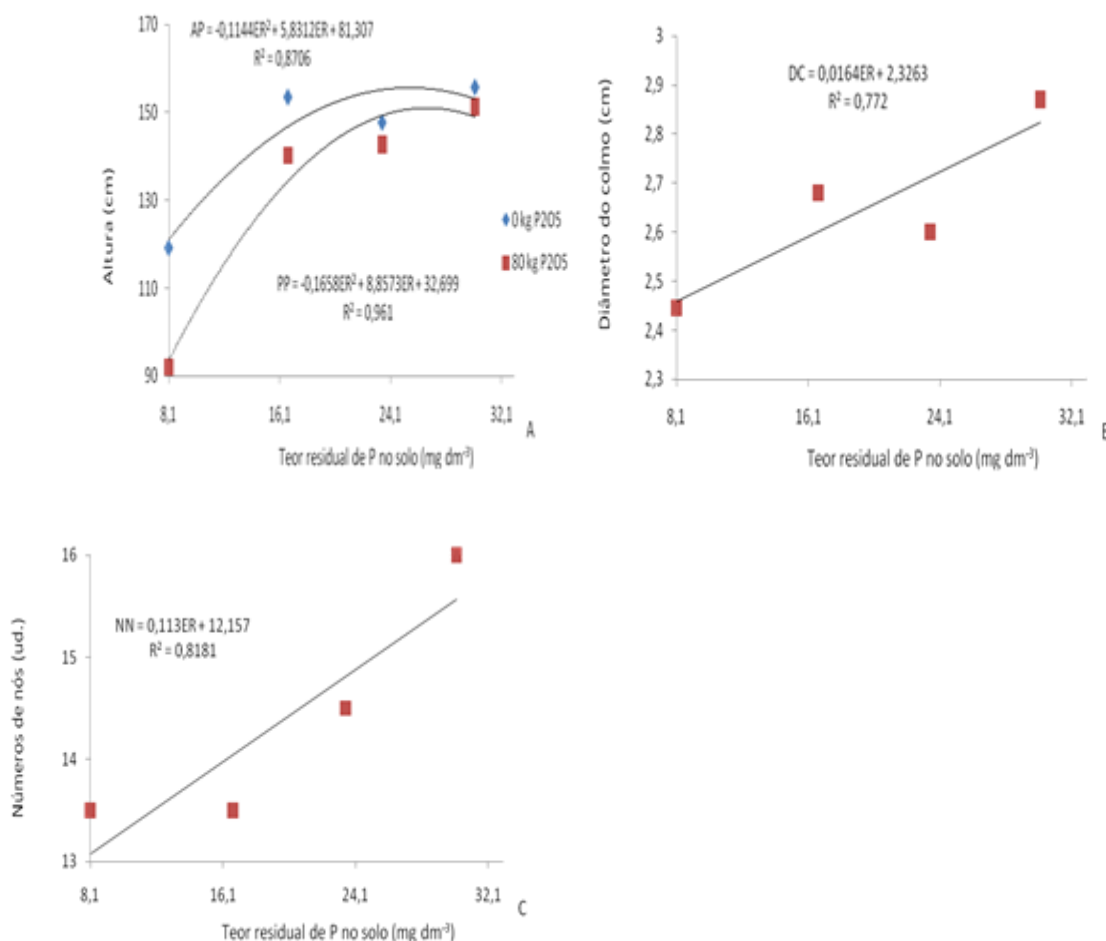 170
150
130
110
90
Altura (cm)
AP = -0,1144ER² + 5,8312ER + 81,307
R² = 0,8706
PP = -0,1658ER² + 8,8573ER + 32,699
R² = 0,961
0 kg P2O5
80 kg P2O5
8,1 16,1 24,1 32,1
A
Teor residual de P no solo (mg dm⁻³)
3
2,9
2,8
2,7
2,6
2,5
2,4
2,3
Diâmetro do colmo (cm)
DC = 0,0164ER + 2,3263
R² = 0,772
8,1 16,1 24,1 32,1
Teor residual de P no solo (mg dm⁻³)
16
15
14
13
Números de nós (ud.)
NN = 0,113ER + 12,157
R² = 0,8181
8,1 16,1 24,1 32,1
C
Teor residual de P no solo (mg dm⁻³)